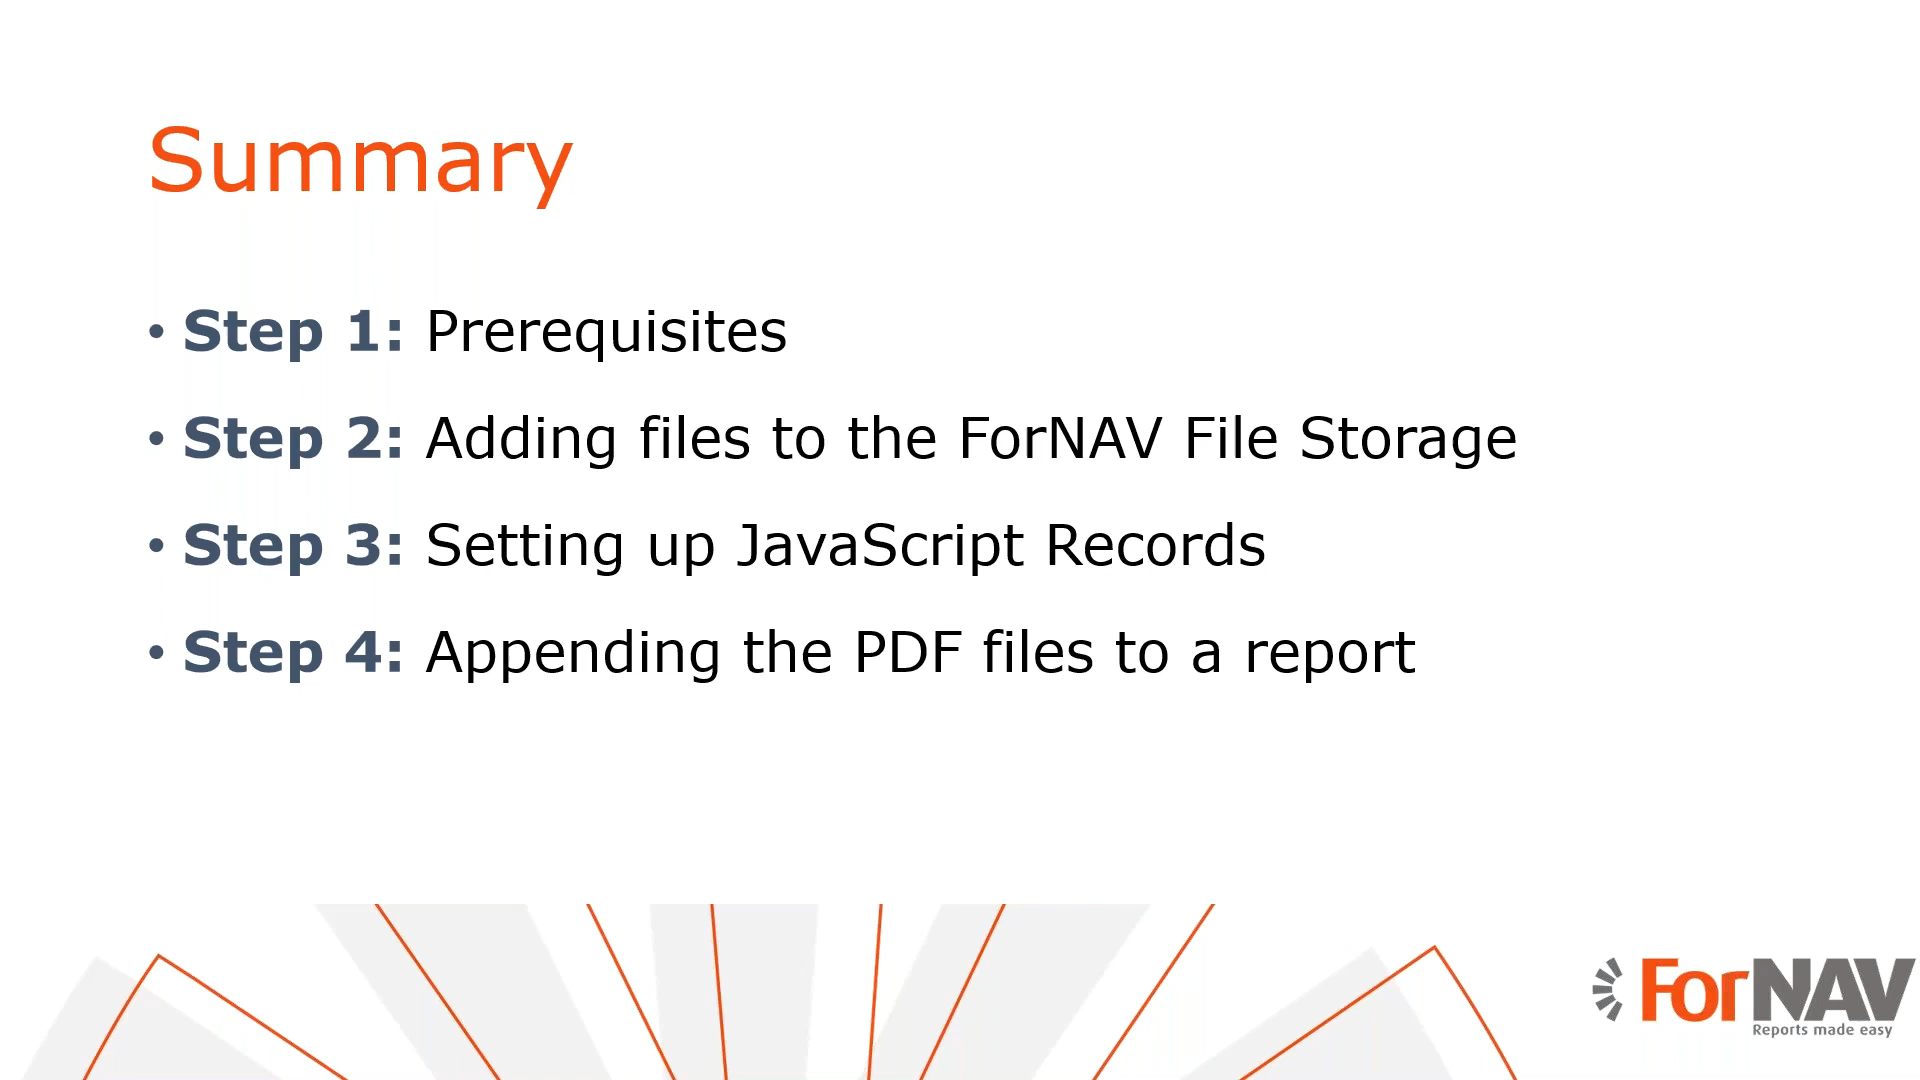 Summary
• Step 1: Prerequisites
• Step 2: Adding files to the ForNAV File Storage
• Step 3: Setting up JavaScript Records
• Step 4: Appending the PDF files to a report
ForNAV
Reports made easy